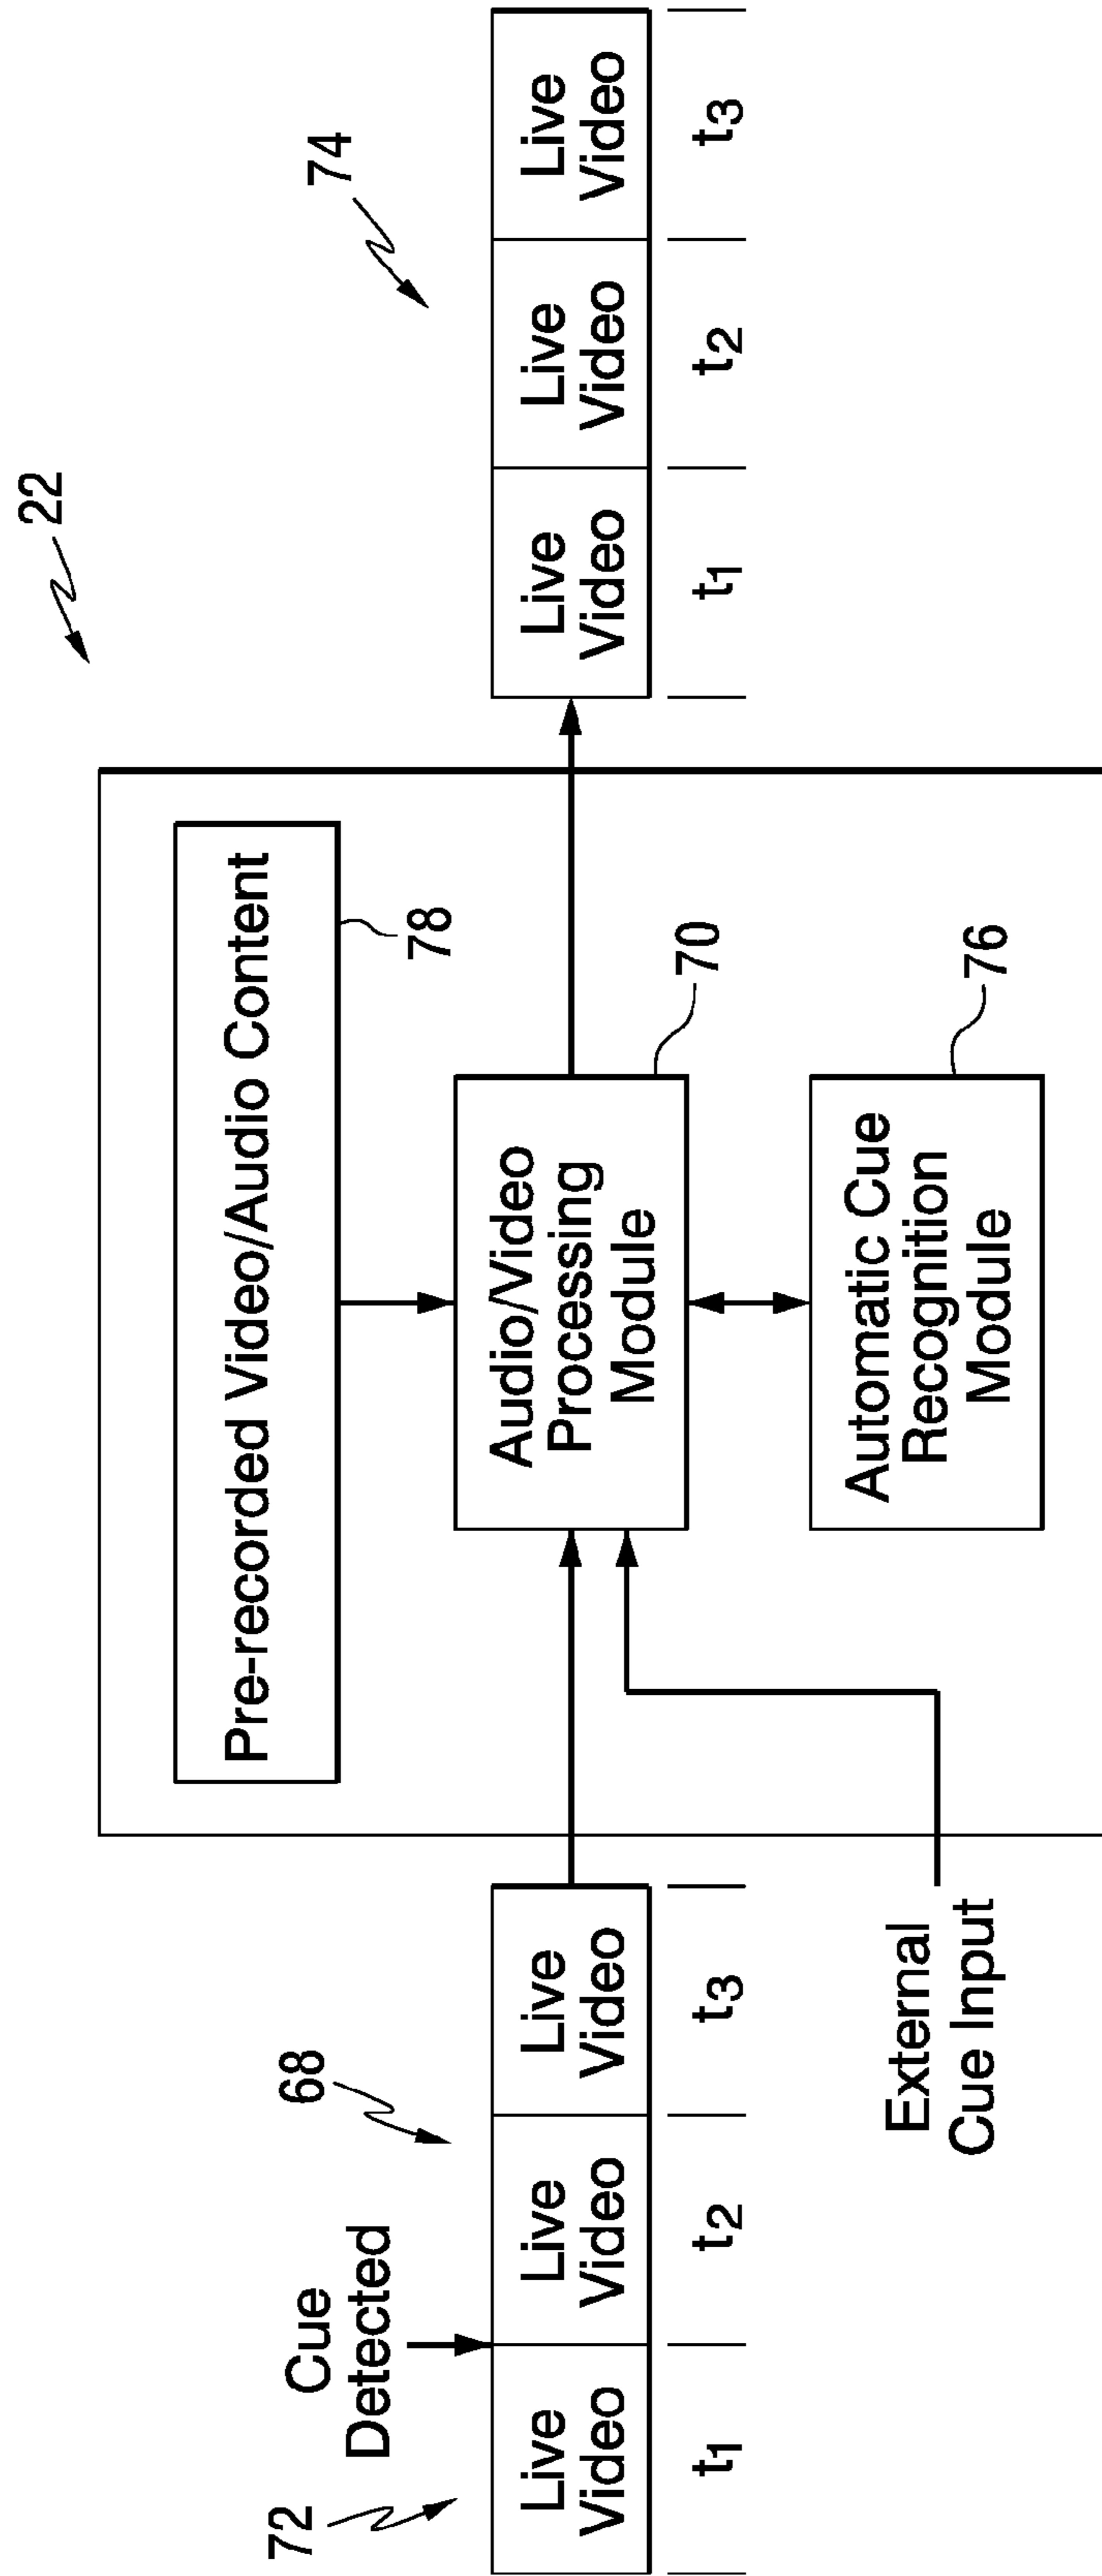 22
Pre-recorded Video/Audio Content
78
Cue
Detected
72
68
74
Live
Video
Live
Video
Live
Video
t1
t2
t3
Audio/Video
Processing
Module
70
Live
Video
Live
Video
Live
Video
t1
t2
t3
External
Cue Input
Automatic Cue
Recognition
Module
76